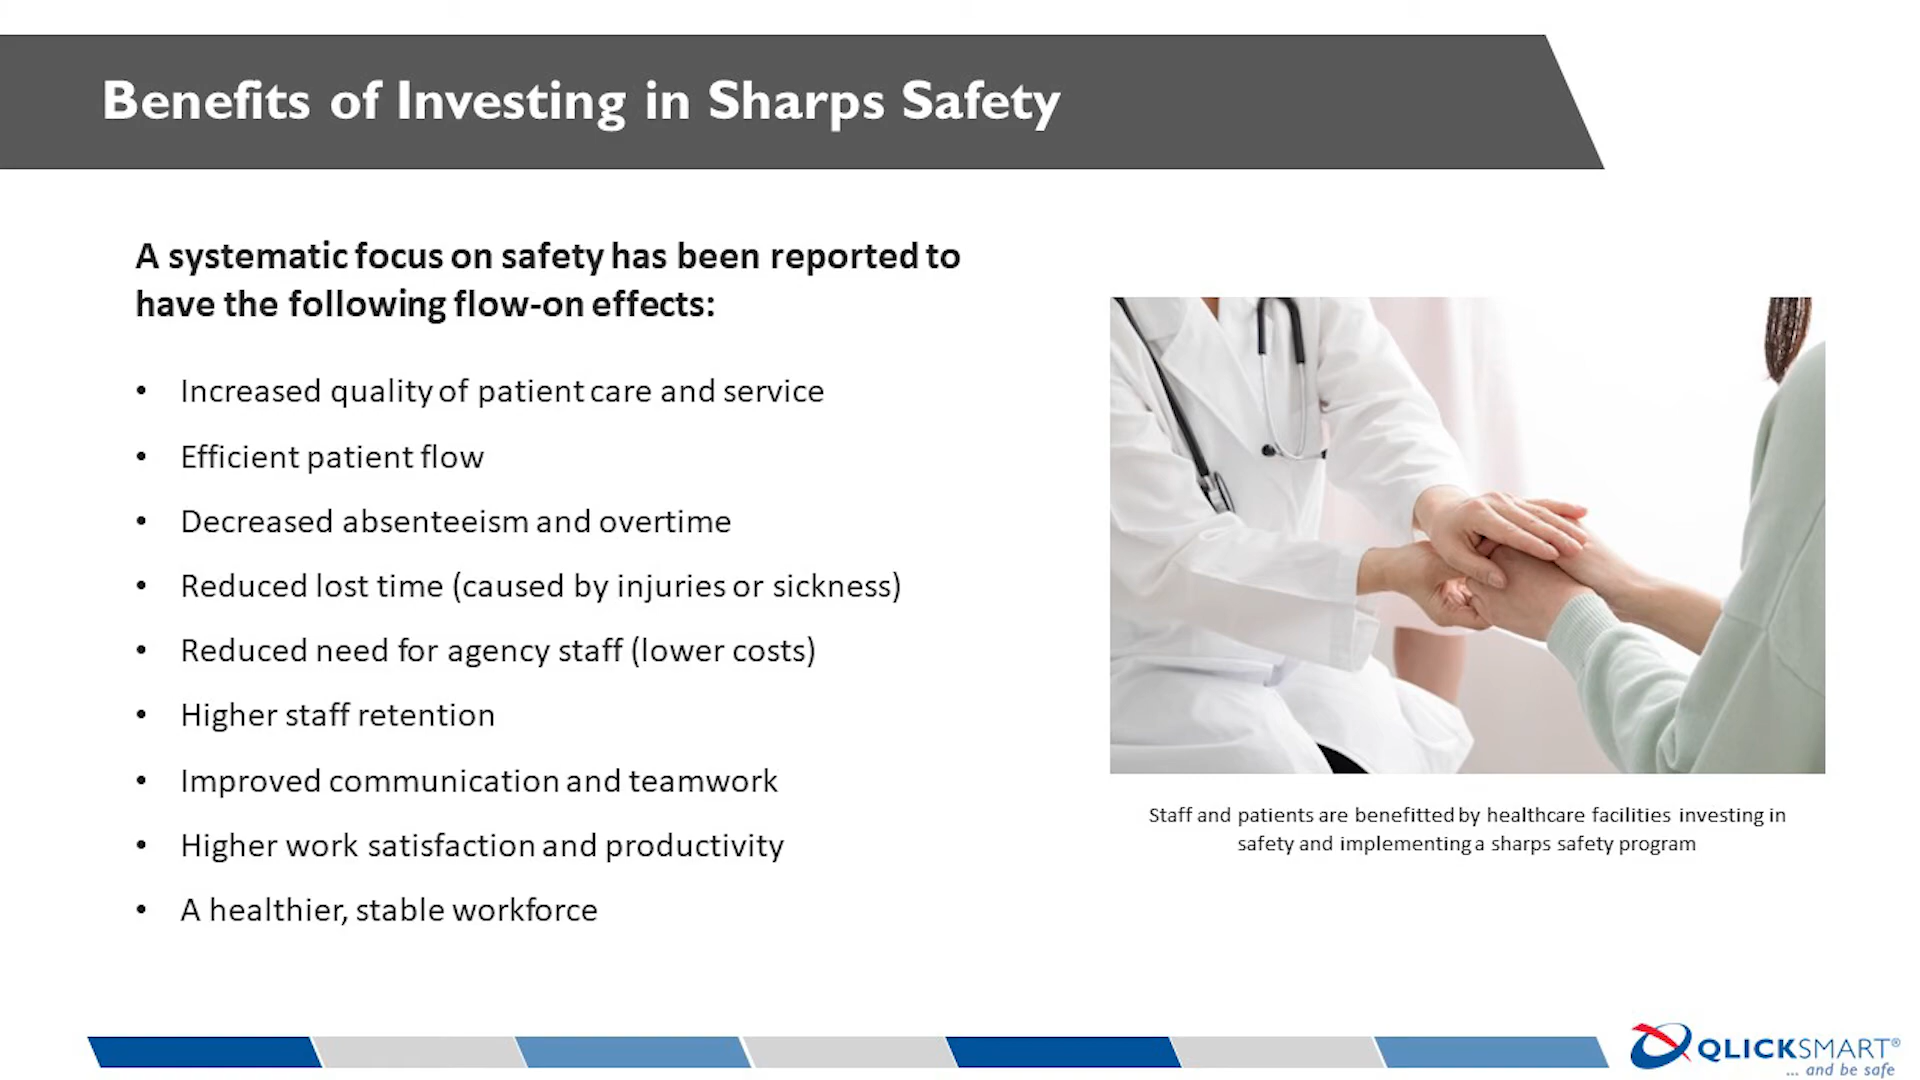 Benefits of Investing in Sharps Safety
A systematic focus on safety has been reported to
have the following flow-on effects:
• Increased quality of patient care and service
• Efficient patient flow
• Decreased absenteeism and overtime
• Reduced lost time (caused by injuries or sickness)
• Reduced need for agency staff (lower costs)
• Higher staff retention
• Improved communication and teamwork
• Higher work satisfaction and productivity
• A healthier, stable workforce
Staff and patients are benefitted by healthcare facilities investing in
safety and implementing a sharps safety program
QLICKSMART®
... and be safe